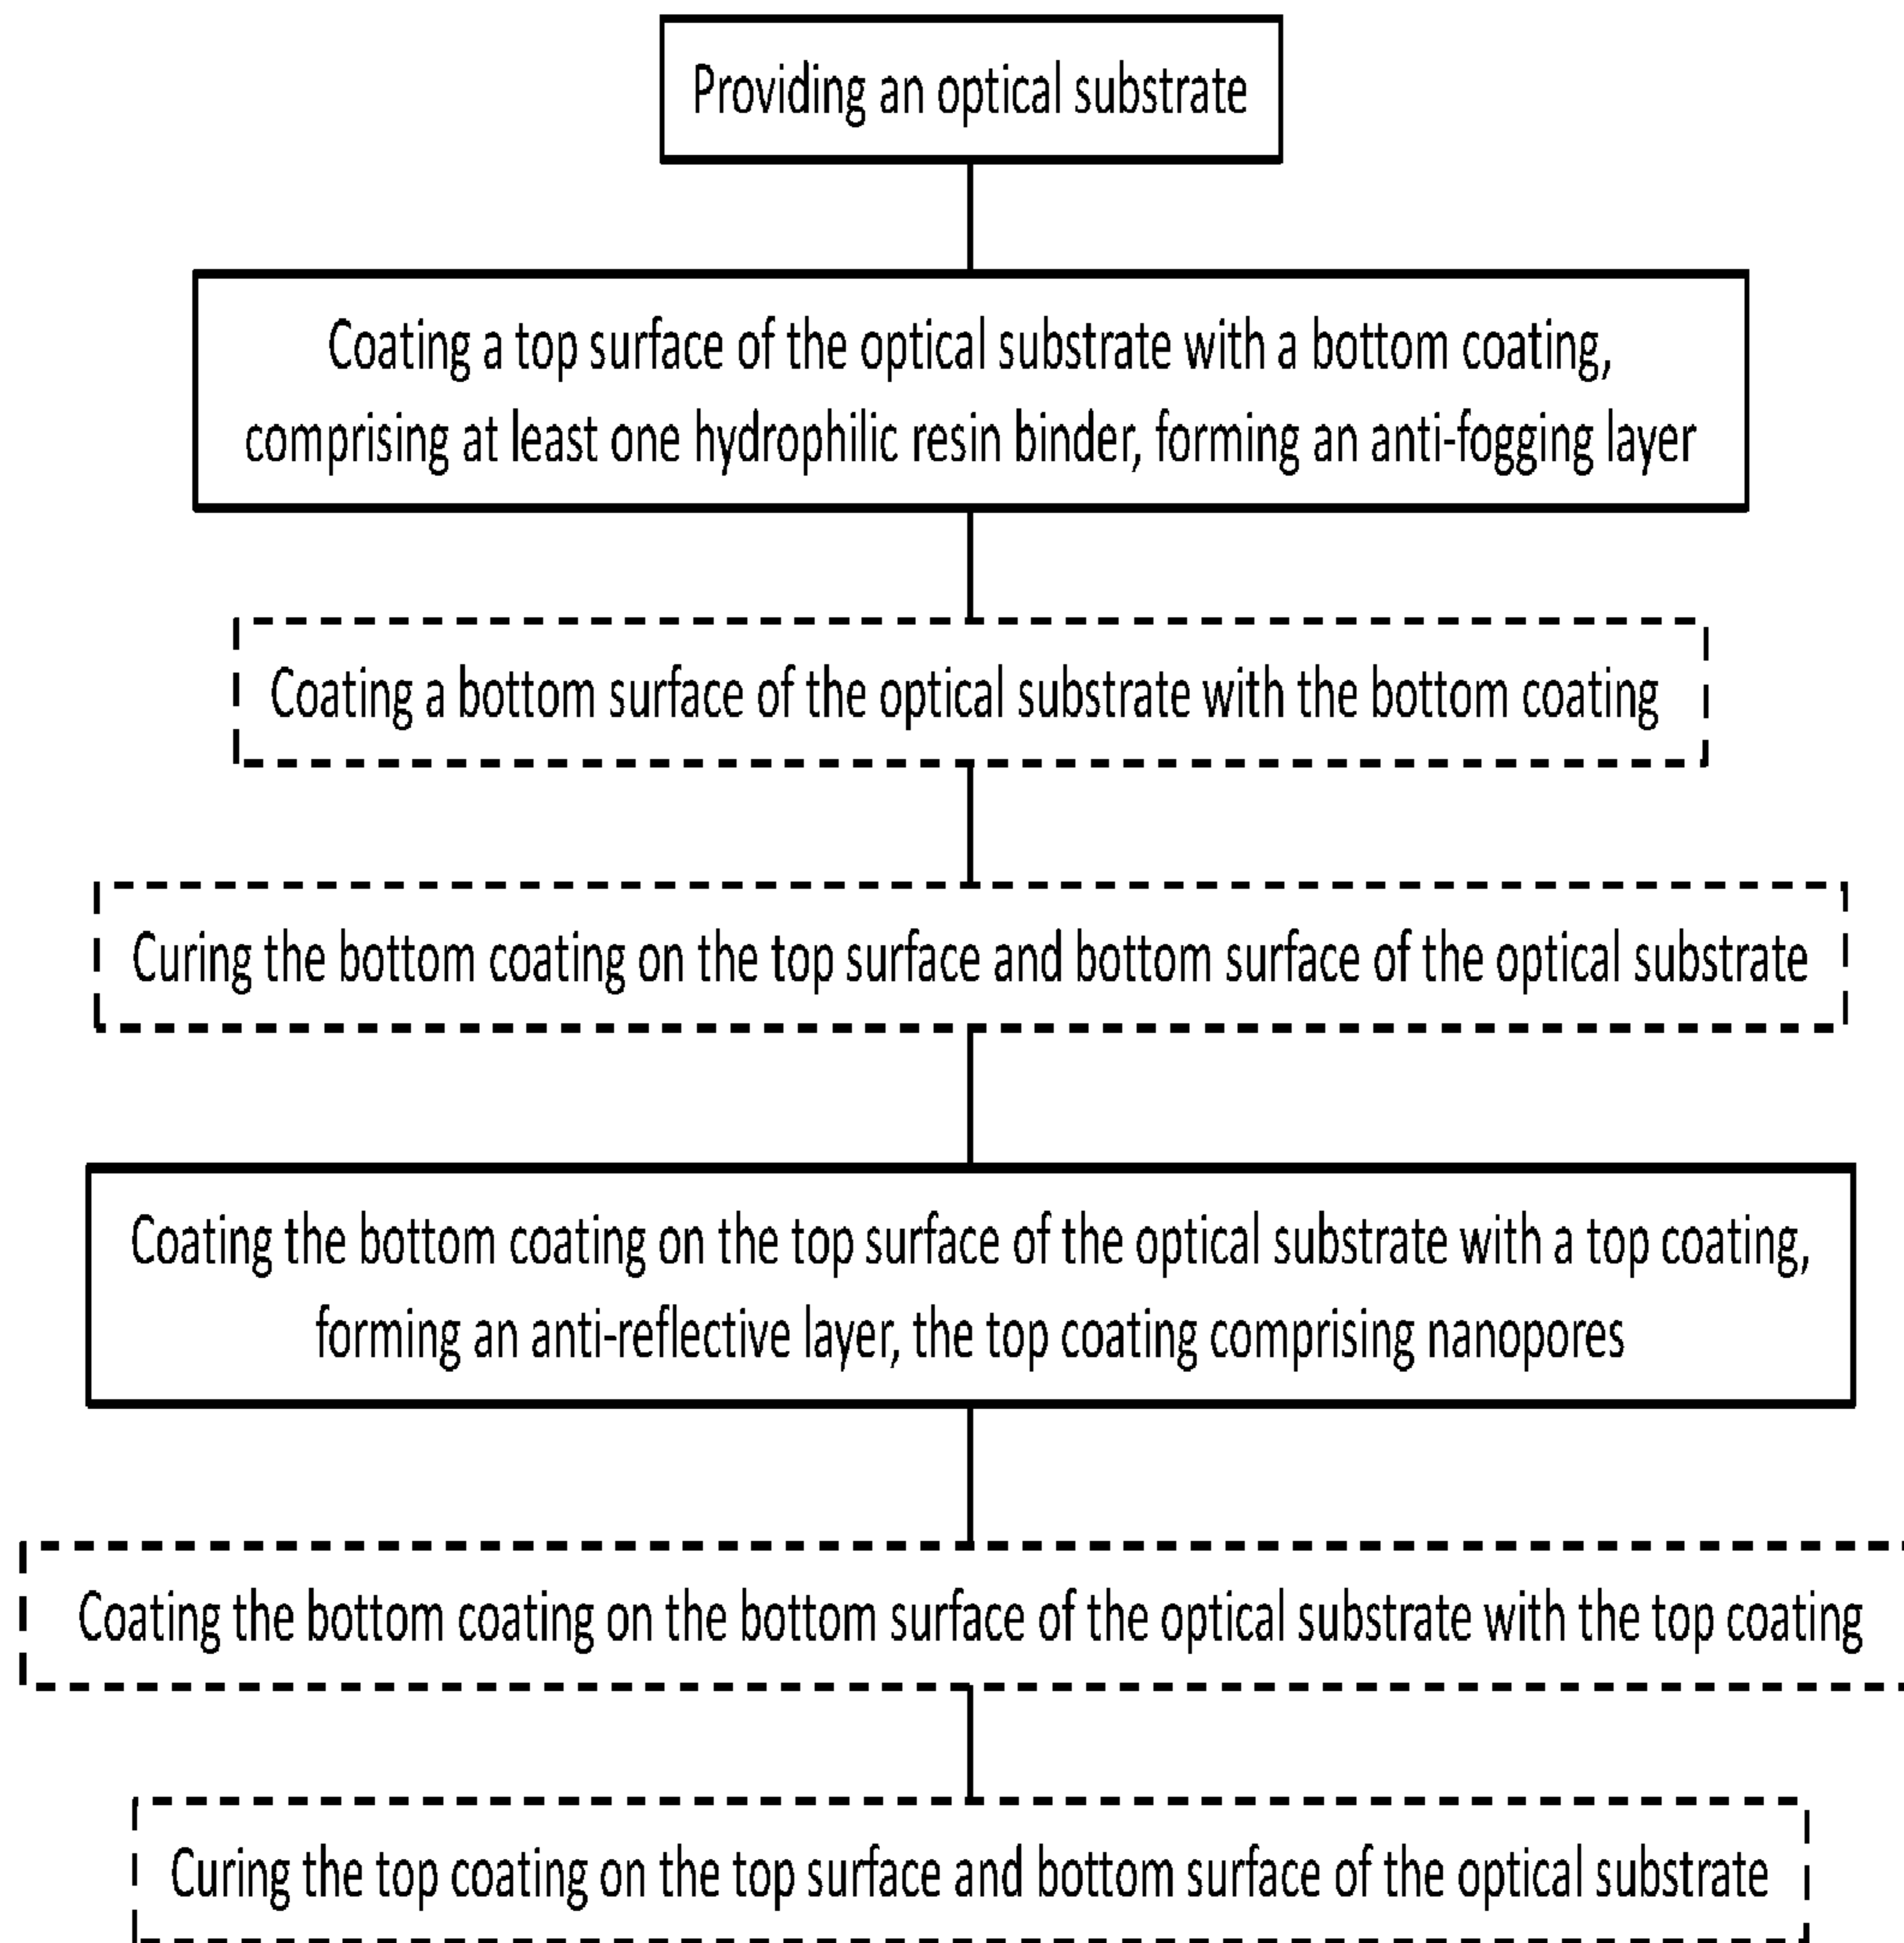 Providing an optical substrate
Coating a top surface of the optical substrate with a bottom coating,
comprising at least one hydrophilic resin binder, forming an anti-fogging layer
Coating a bottom surface of the optical substrate with the bottom coating
Curing the bottom coating on the top surface and bottom surface of the optical substrate
Coating the bottom coating on the top surface of the optical substrate with a top coating,
forming an anti-reflective layer, the top coating comprising nanopores
Coating the bottom coating on the bottom surface of the optical substrate with the top coating
Curing the top coating on the top surface and bottom surface of the optical substrate